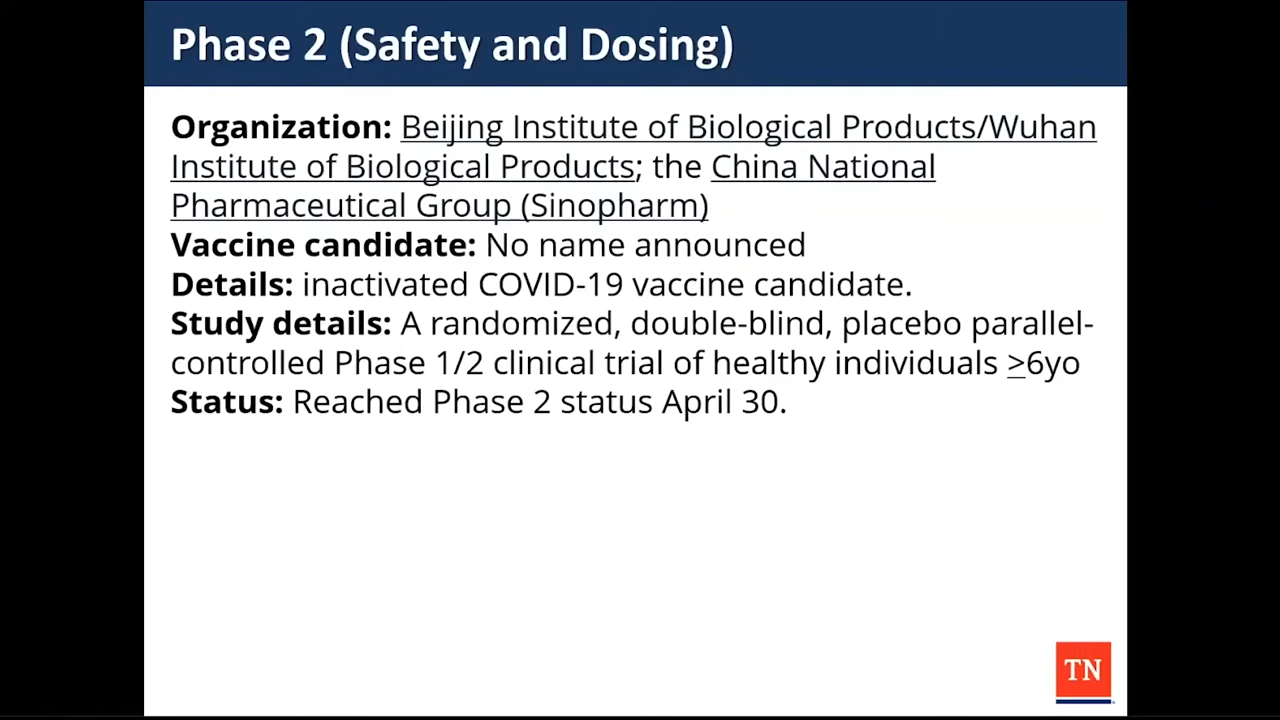 Phase 2 (Safety and Dosing)
Organization: Beijing Institute of Biological Products/Wuhan
Institute of Biological Products; the China National
Pharmaceutical Group (Sinopharm)
Vaccine candidate: No name announced
Details: inactivated COVID-19 vaccine candidate.
Study details: A randomized, double-blind, placebo parallel-
controlled Phase 1/2 clinical trial of healthy individuals >6yo
Status: Reached Phase 2 status April 30.
TN